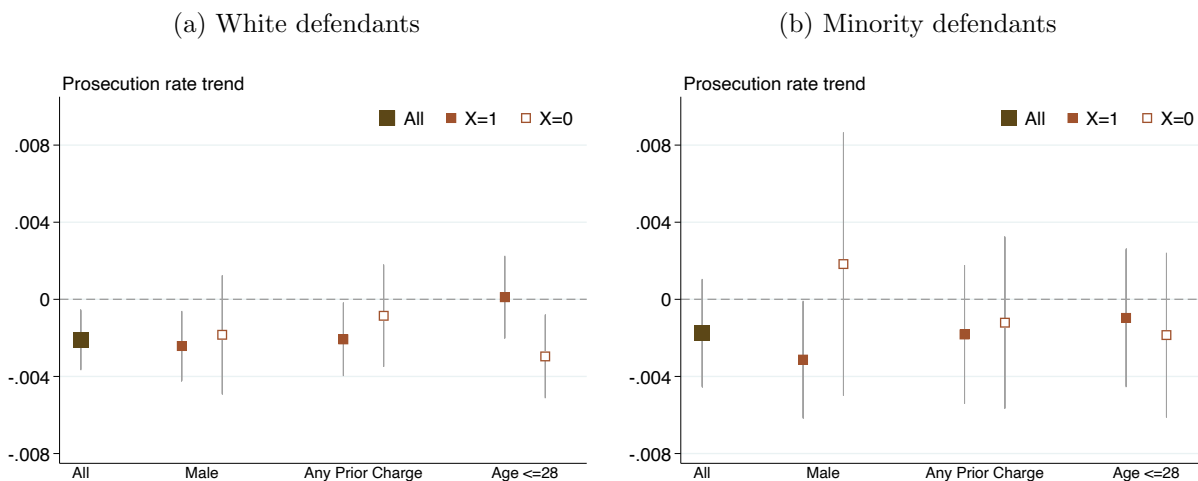 (a) White defendants
Prosecution rate trend
All X=1 X=0
.008
.004
0
-.004
-.008
All Male Any Prior Charge Age <=28
(b) Minority defendants
Prosecution rate trend
All X=1 X=0
.008
.004
0
-.004
-.008
All Male Any Prior Charge Age <=28